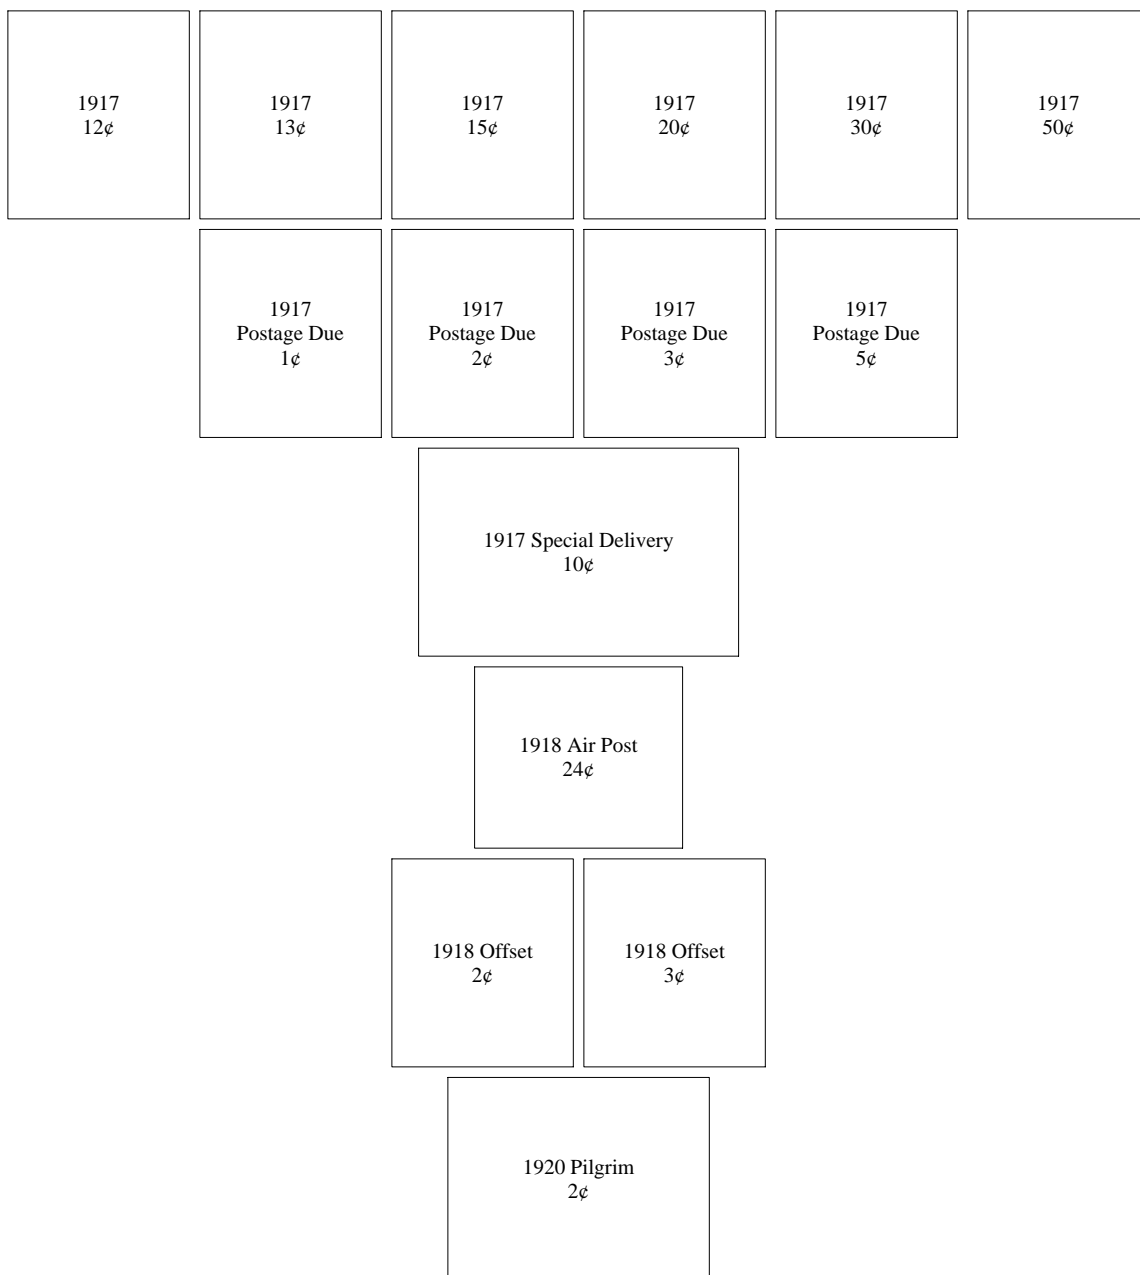 1917
12¢
1917
13¢
1917
15¢
1917
20¢
1917
30¢
1917
50¢
1917
Postage Due
1¢
1917
Postage Due
2¢
1917
Postage Due
3¢
1917
Postage Due
5¢
1917 Special Delivery
10¢
1918 Air Post
24¢
1918 Offset
2¢
1918 Offset
3¢
1920 Pilgrim
2¢